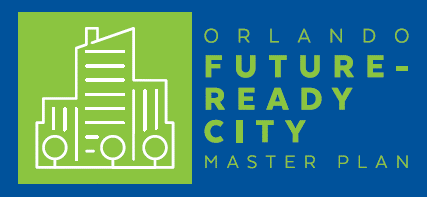 ORLANDO
FUTURE-
READY
CITY
MASTER PLAN